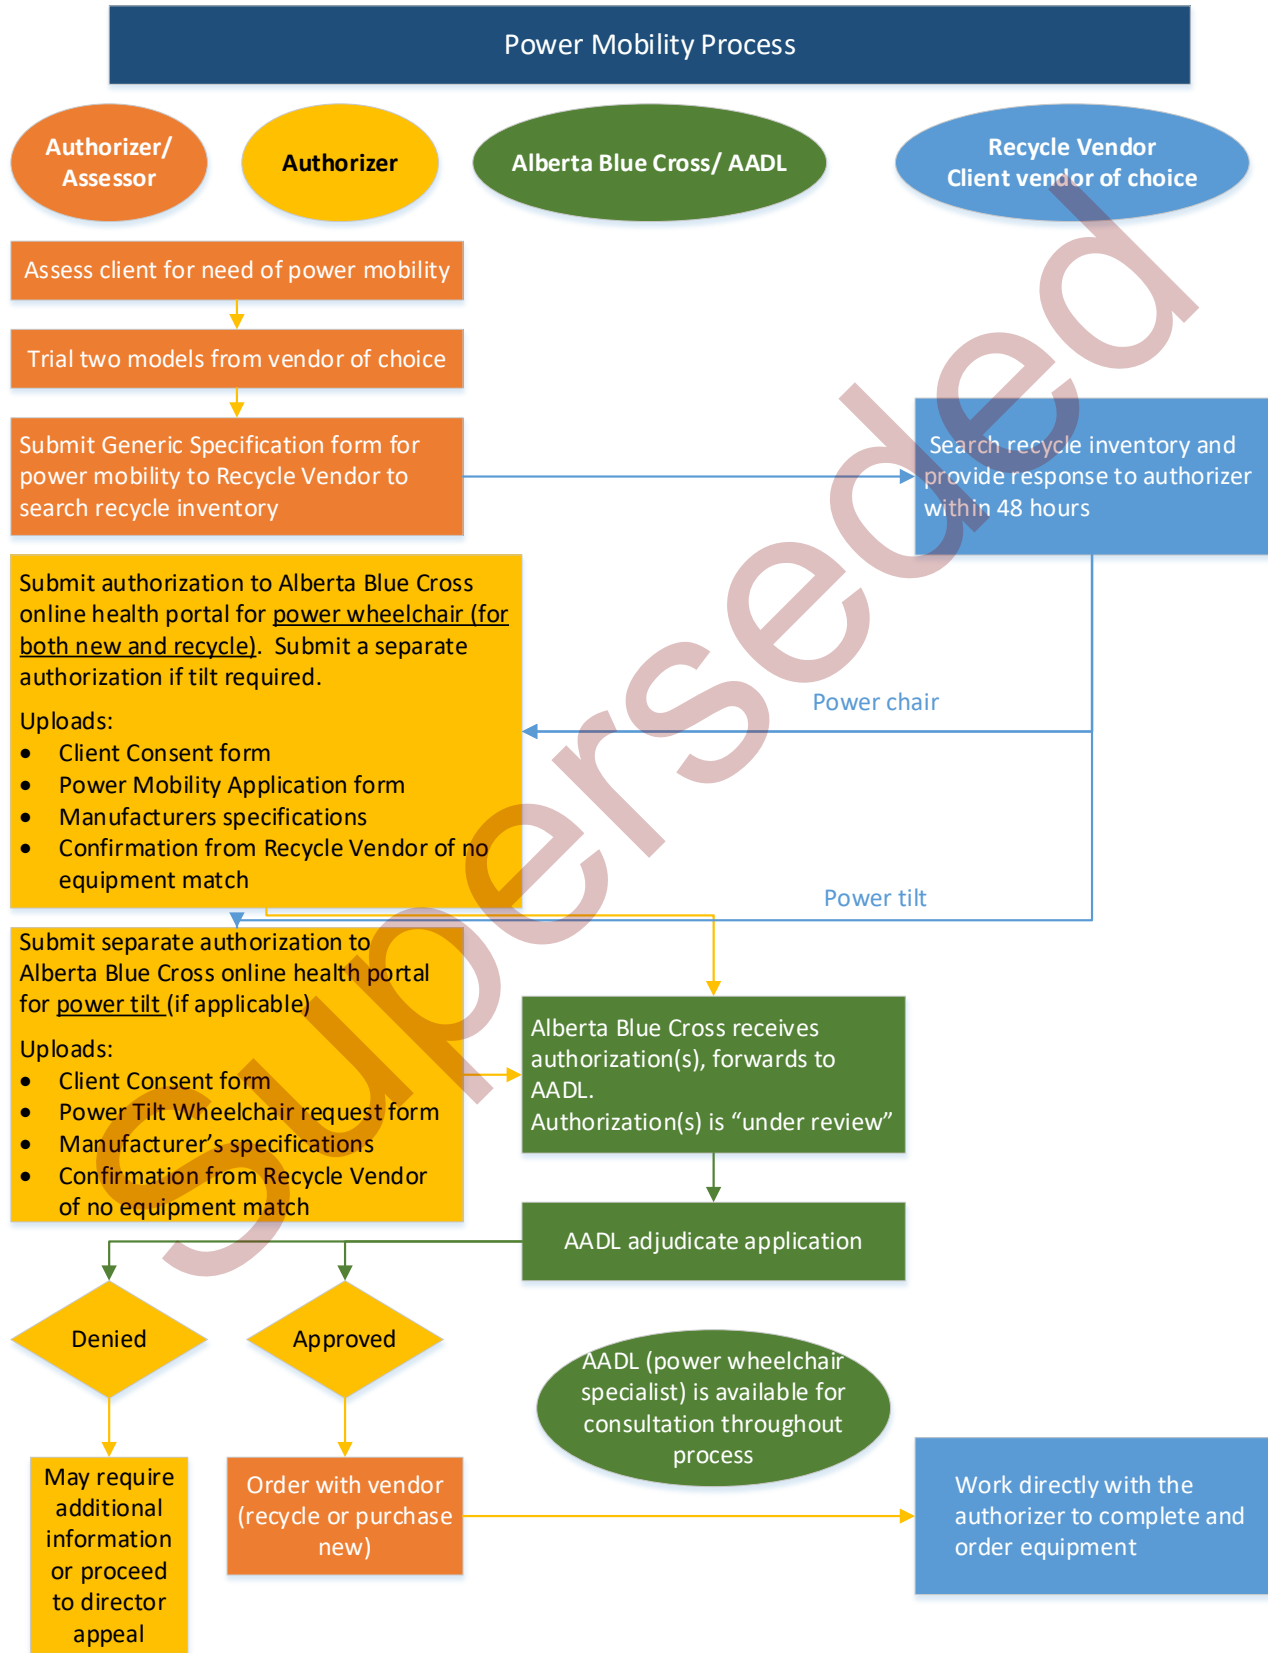 Power Mobility Process
Authorizer/
Assessor
Authorizer
Alberta Blue Cross/ AADL
Recycle Vendor
Client vendor of choice
Assess client for need of power mobility
Trial two models from vendor of choice
Submit Generic Specification form for
power mobility to Recycle Vendor to
search recycle inventory
Search recycle inventory and
provide response to authorizer
within 48 hours
Submit authorization to Alberta Blue Cross
online health portal for power wheelchair (for
both new and recycle).  Submit a separate
authorization if tilt required.
Uploads:
• Client Consent form
• Power Mobility Application form
• Manufacturers specifications
• Confirmation from Recycle Vendor of no
equipment match
Power chair
Power tilt
Submit separate authorization to
Alberta Blue Cross online health portal
for power tilt (if applicable)
Uploads:
• Client Consent form
• Power Tilt Wheelchair request form
• Manufacturer’s specifications
• Confirmation from Recycle Vendor
of no equipment match
Alberta Blue Cross receives
authorization(s), forwards to
AADL.
Authorization(s) is “under review”
AADL adjudicate application
Denied
Approved
AADL (power wheelchair
specialist) is available for
consultation throughout
process
May require
additional
information
or proceed
to director
appeal
Order with vendor
(recycle or purchase
new)
Work directly with the
authorizer to complete and
order equipment
Superseded